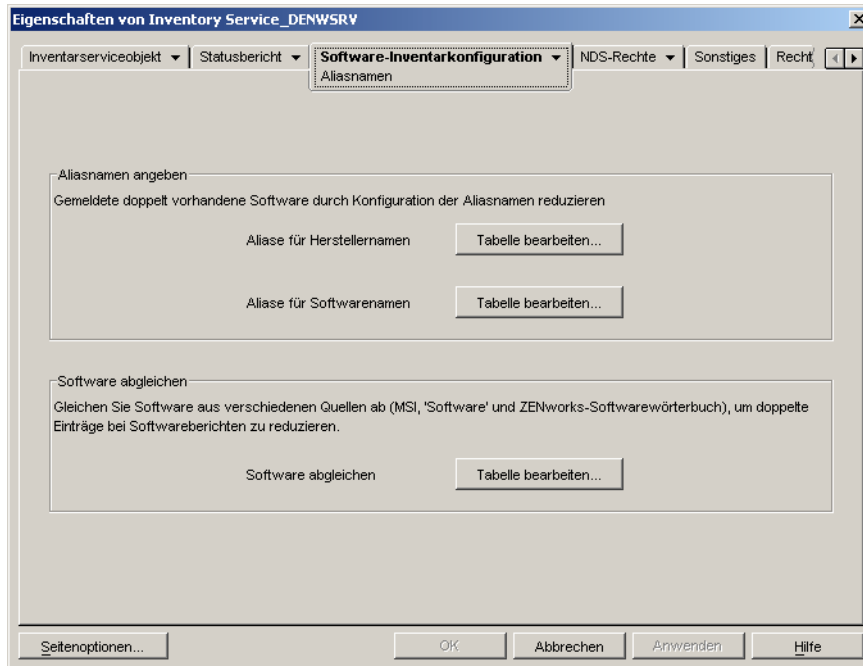 Eigenschaften von Inventory Service_DENWSRV
Inventarserviceobjekt Statusbericht Software-Inventarkonfiguration NDS-Rechte Sonstiges Recht
Aliasnamen
Aliasnamen angeben
Gemeldete doppelt vorhandene Software durch Konfiguration der Aliasnamen reduzieren
Aliase für Herstellernamen Tabelle bearbeiten...
Aliase für Softwarenamen Tabelle bearbeiten...
Software abgleichen
Gleichen Sie Software aus verschiedenen Quellen ab (MSI, 'Software' und ZENworks-Softwarewörterbuch), um doppelte
Einträge bei Softwareberichten zu reduzieren.
Software abgleichen Tabelle bearbeiten...
Seitenoptionen... OK Abbrechen Anwenden Hilfe